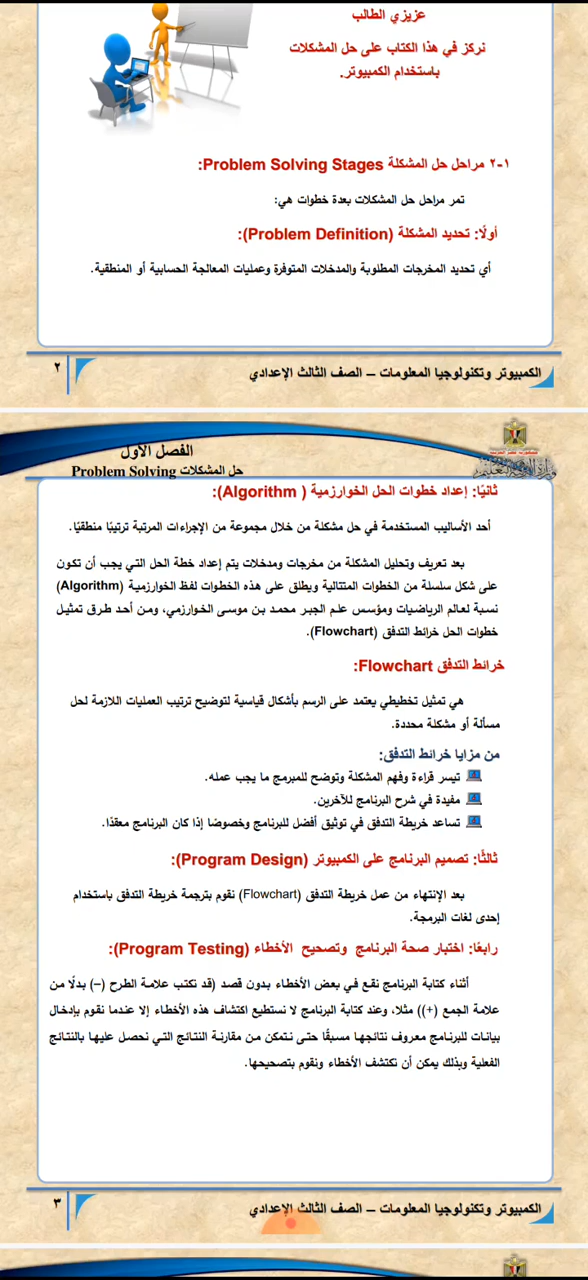 عزيزي الطالب
نركز في هذا الكتاب على حل المشكلات
باستخدام الكمبيوتر.
١-٢ مراحل حل المشكلة Problem Solving Stages:
تمر مراحل حل المشكلات بعدة خطوات هي:
أولًا: تحديد المشكلة (Problem Definition):
أي تحديد المخرجات المطلوبة والمدخلات المتوفرة وعمليات المعالجة الحسابية أو المنطقية.
الكمبيوتر وتكنولوجيا المعلومات – الصف الثالث الإعدادي
٢
الفصل الأول
حل المشكلات Problem Solving
ثانيًا: إعداد خطوات الحل الخوارزمية ( Algorithm):
أحد الأساليب المستخدمة في حل مشكلة من خلال مجموعة من الإجراءات المرتبة ترتيبًا منطقيًا.
بعد تعريف وتحليل المشكلة من مخرجات ومدخلات يتم إعداد خطة الحل التي يجب أن تكون
على شكل سلسلة من الخطوات المتتالية ويطلق على هذه الخطوات لفظ الخوارزمية (Algorithm)
نسبة لعالم الرياضيات ومؤسس علم الجبر محمد بن موسى الخوارزمي، ومن أحد طرق تمثيل
خطوات الحل خرائط التدفق (Flowchart).
خرائط التدفق Flowchart:
هي تمثيل تخطيطي يعتمد على الرسم بأشكال قياسية لتوضيح ترتيب العمليات اللازمة لحل
مسألة أو مشكلة محددة.
من مزايا خرائط التدفق:
تيسر قراءة وفهم المشكلة وتوضح للمبرمج ما يجب عمله.
مفيدة في شرح البرنامج للآخرين.
تساعد خريطة التدفق في توثيق أفضل للبرنامج وخصوصًا إذا كان البرنامج معقدًا.
ثالثًا: تصميم البرنامج على الكمبيوتر (Program Design):
بعد الإنتهاء من عمل خريطة التدفق (Flowchart) نقوم بترجمة خريطة التدفق باستخدام
إحدى لغات البرمجة.
رابعًا: اختبار صحة البرنامج وتصحيح الأخطاء (Program Testing):
أثناء كتابة البرنامج نقع في بعض الأخطاء بدون قصد (قد نكتب علامة الطرح (–) بدلًا من
علامة الجمع (+)) مثلا، وعند كتابة البرنامج لا نستطيع اكتشاف هذه الأخطاء إلا عندما نقوم بإدخال
بيانات للبرنامج معروف نتائجها مسبقًا حتى نتمكن من مقارنة النتائج التي نحصل عليها بالنتائج
الفعلية وبذلك يمكن أن نكتشف الأخطاء ونقوم بتصحيحها.
الكمبيوتر وتكنولوجيا المعلومات – الصف الثالث الإعدادي
٣